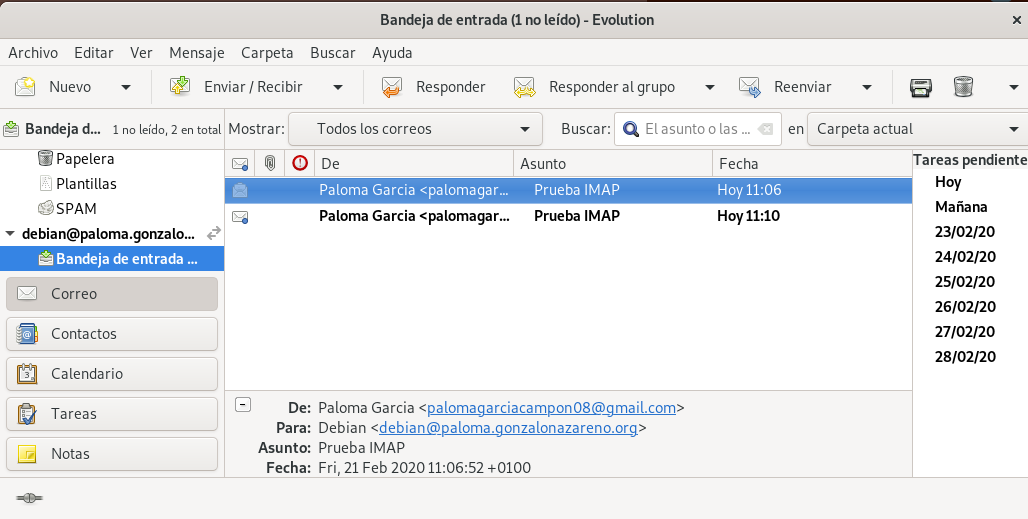 Bandeja de entrada (1 no leído) - Evolution
Archivo Editar Ver Mensaje Carpeta Buscar Ayuda
Nuevo Enviar / Recibir Responder Responder al grupo Reenviar
Bandeja d... 1 no leído, 2 en total Mostrar: Todos los correos Buscar: El asunto o las ... en Carpeta actual
Papelera
Plantillas
SPAM
debian@paloma.gonzalo...
Bandeja de entrada ...
Correo
Contactos
Calendario
Tareas
Notas
De Asunto Fecha
Paloma Garcia <palomagar... Prueba IMAP Hoy 11:06
Paloma Garcia <palomagar... Prueba IMAP Hoy 11:10
De: Paloma Garcia <palomagarciacampon08@gmail.com>
Para: Debian <debian@paloma.gonzalonazareno.org>
Asunto: Prueba IMAP
Fecha: Fri, 21 Feb 2020 11:06:52 +0100
Tareas pendiente
Hoy
Mañana
23/02/20
24/02/20
25/02/20
26/02/20
27/02/20
28/02/20